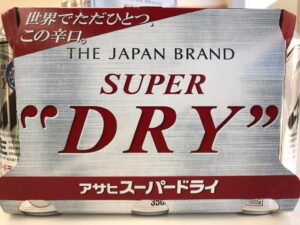 世界でただひとつ、
この辛口。
THE JAPAN BRAND
SUPER
“DRY”
アサヒスーパードライ
350